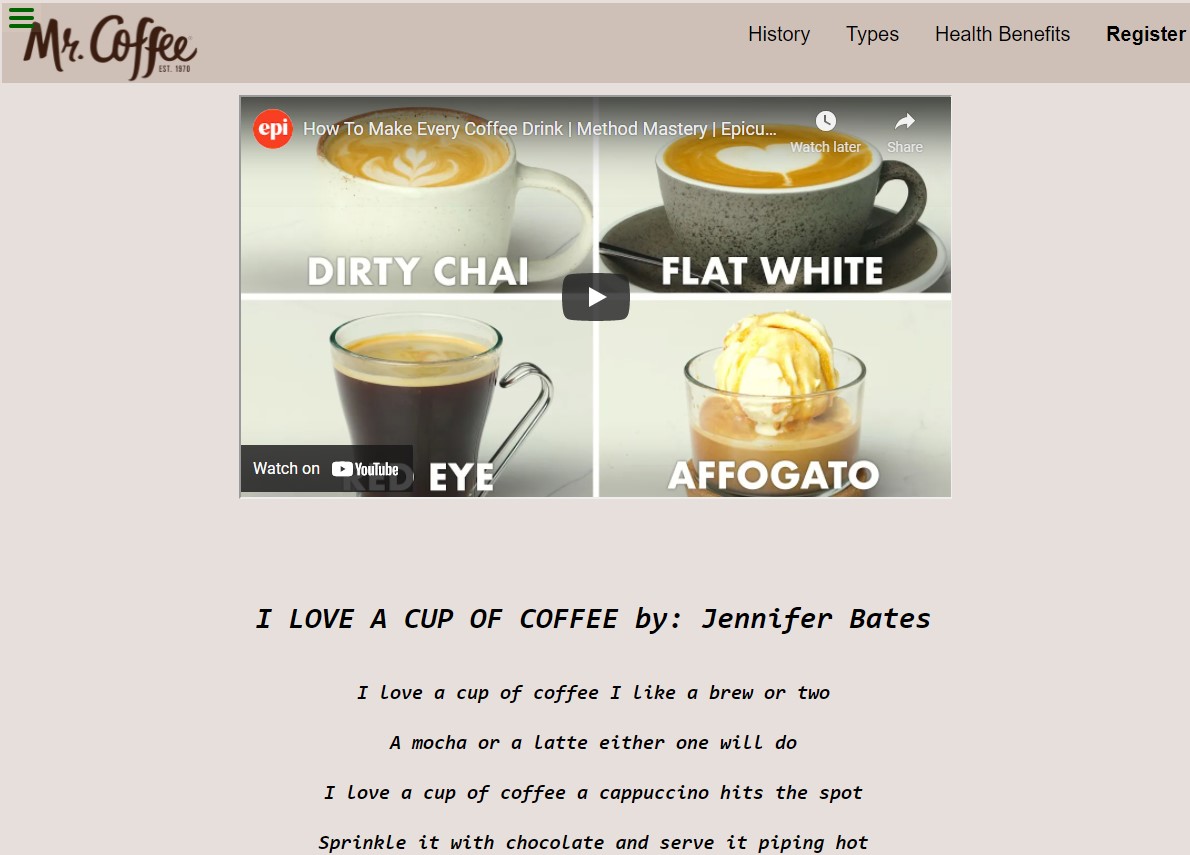 Mr. Coffee
EST. 1970
History Types Health Benefits Register
epi How To Make Every Coffee Drink | Method Mastery | Epicu...
Watch later Share
DIRTY CHAI FLAT WHITE
Watch on YouTube
RED EYE AFFOGATO
I LOVE A CUP OF COFFEE by: Jennifer Bates
I love a cup of coffee I like a brew or two
A mocha or a latte either one will do
I love a cup of coffee a cappuccino hits the spot
Sprinkle it with chocolate and serve it piping hot